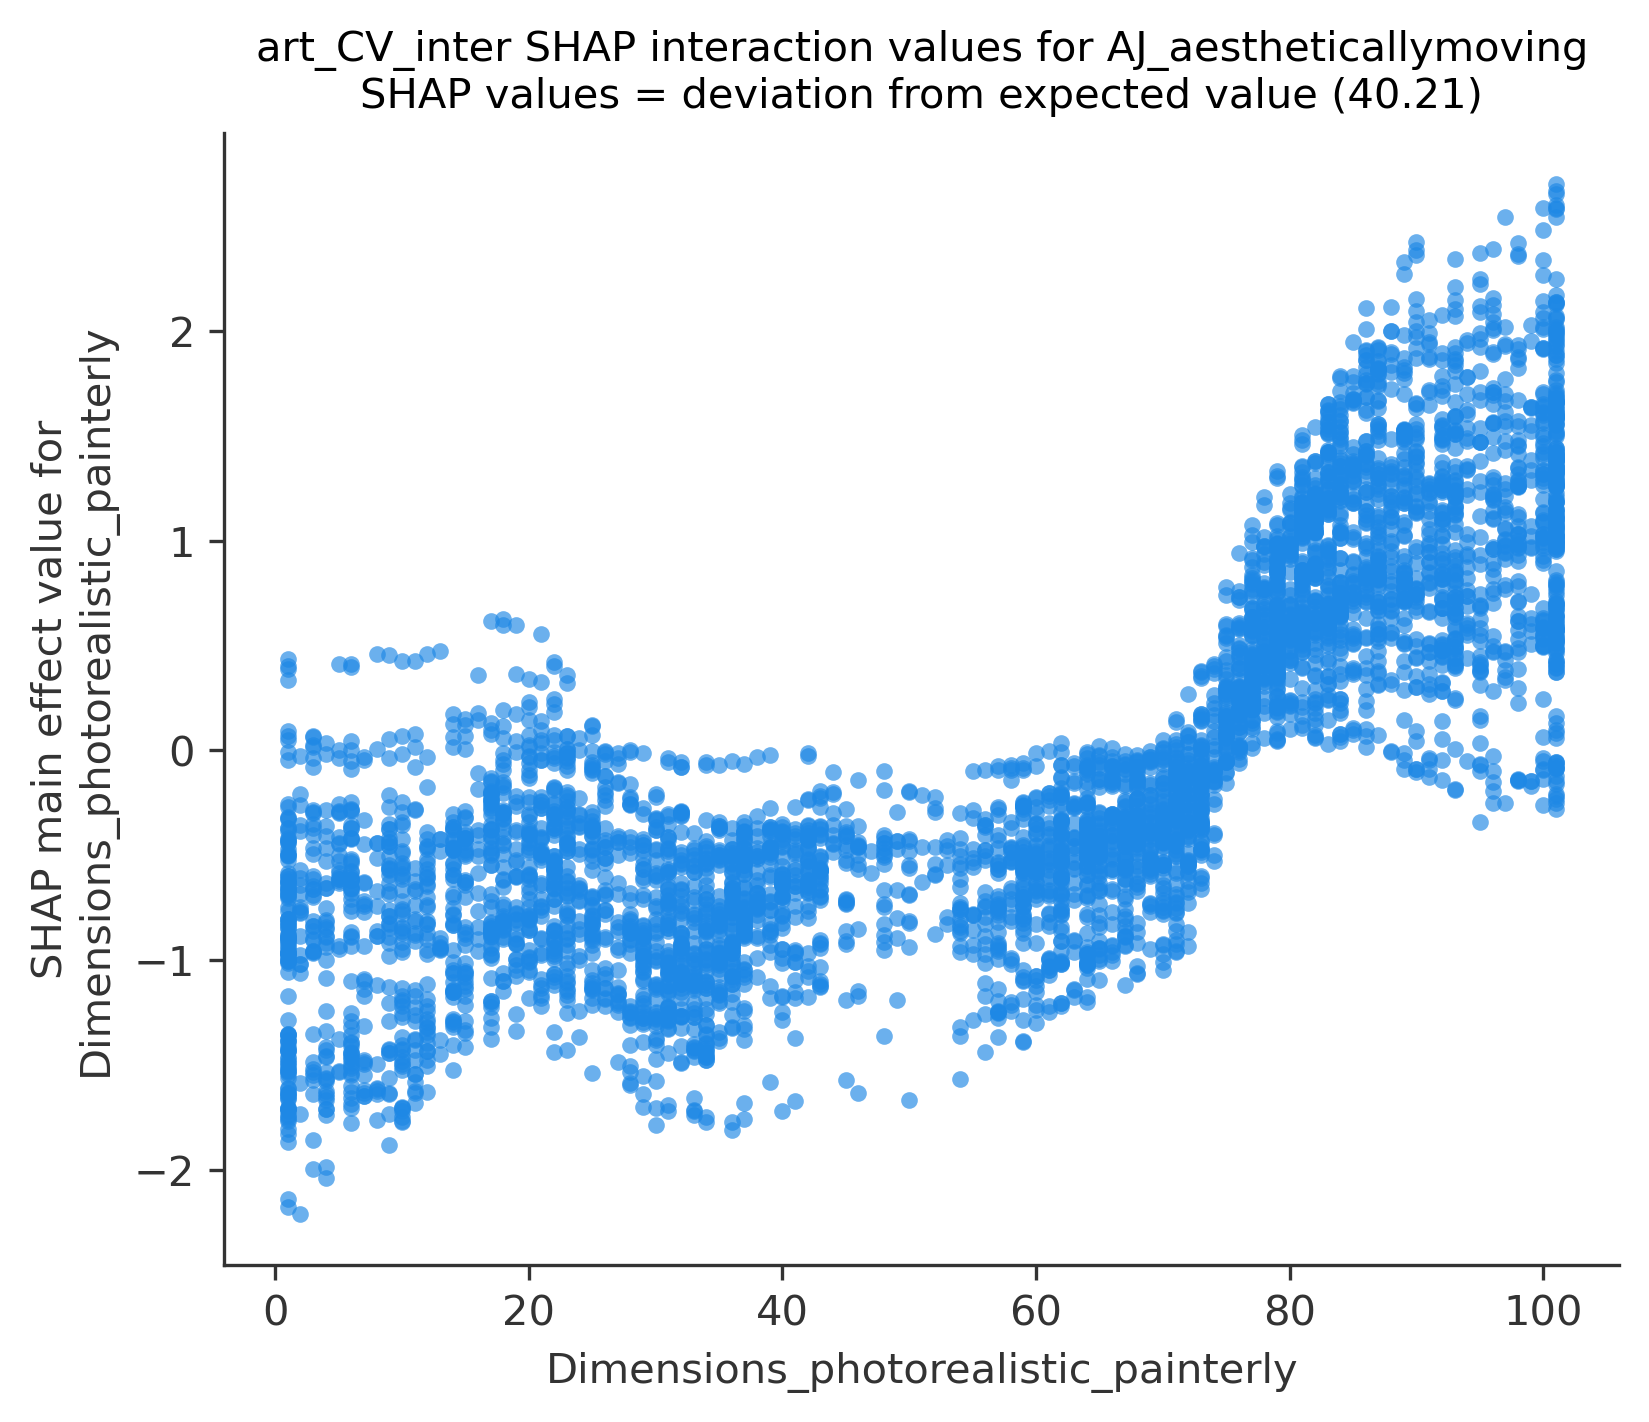 art_CV_inter SHAP interaction values for AJ_aestheticallymoving
SHAP values = deviation from expected value (40.21)
SHAP main effect value for
Dimensions_photorealistic_painterly
2
1
0
−1
−2
0
20
40
60
80
100
Dimensions_photorealistic_painterly